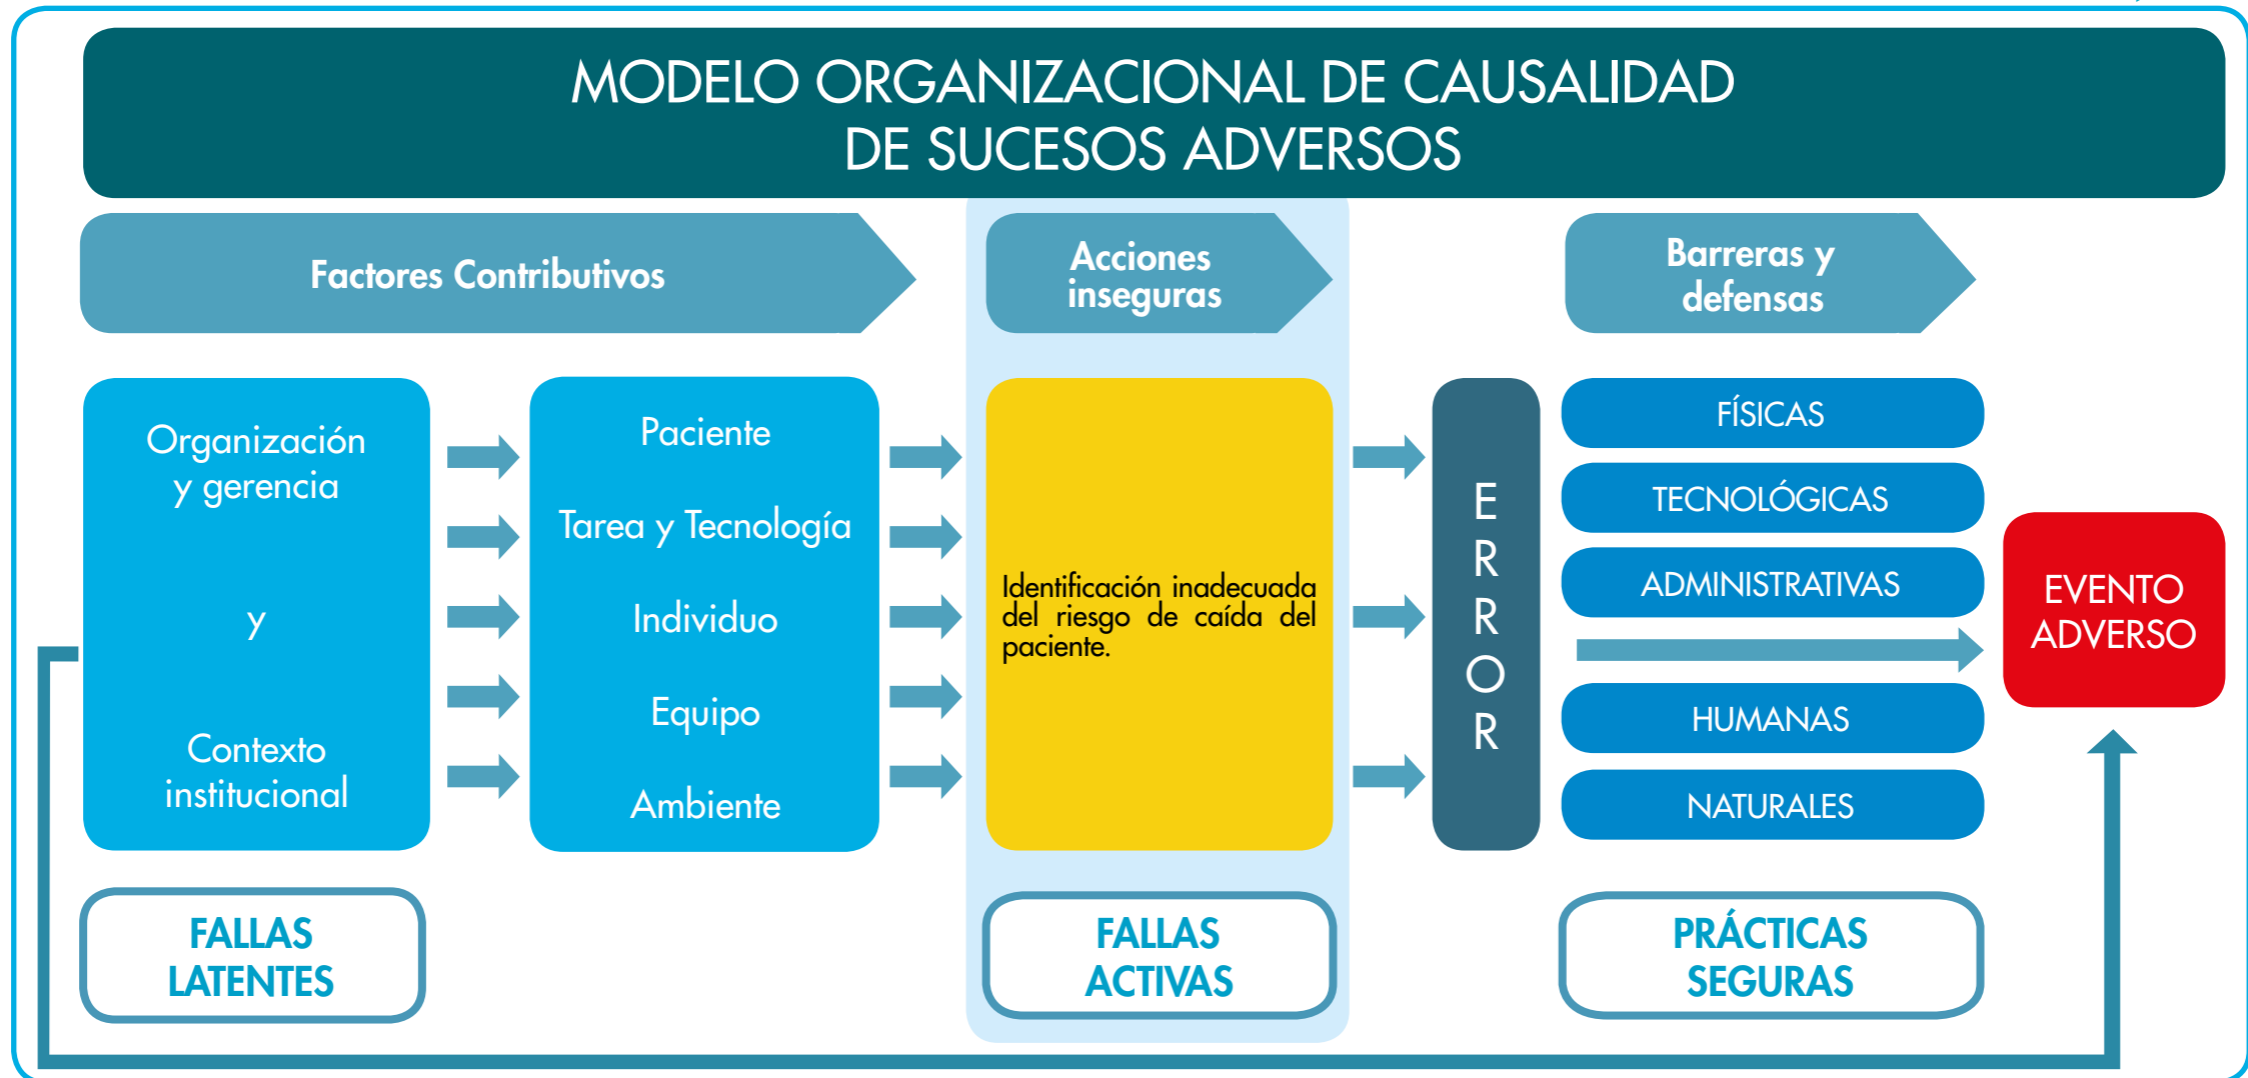 MODELO ORGANIZACIONAL DE CAUSALIDAD
DE SUCESOS ADVERSOS
Factores Contributivos
Acciones
inseguras
Barreras y
defensas
Organización
y gerencia
y
Contexto
institucional
Paciente
Tarea y Tecnología
Individuo
Equipo
Ambiente
Identificación inadecuada
del riesgo de caída del
paciente.
E
R
R
O
R
FÍSICAS
TECNOLÓGICAS
ADMINISTRATIVAS
HUMANAS
NATURALES
EVENTO
ADVERSO
FALLAS
LATENTES
FALLAS
ACTIVAS
PRÁCTICAS
SEGURAS